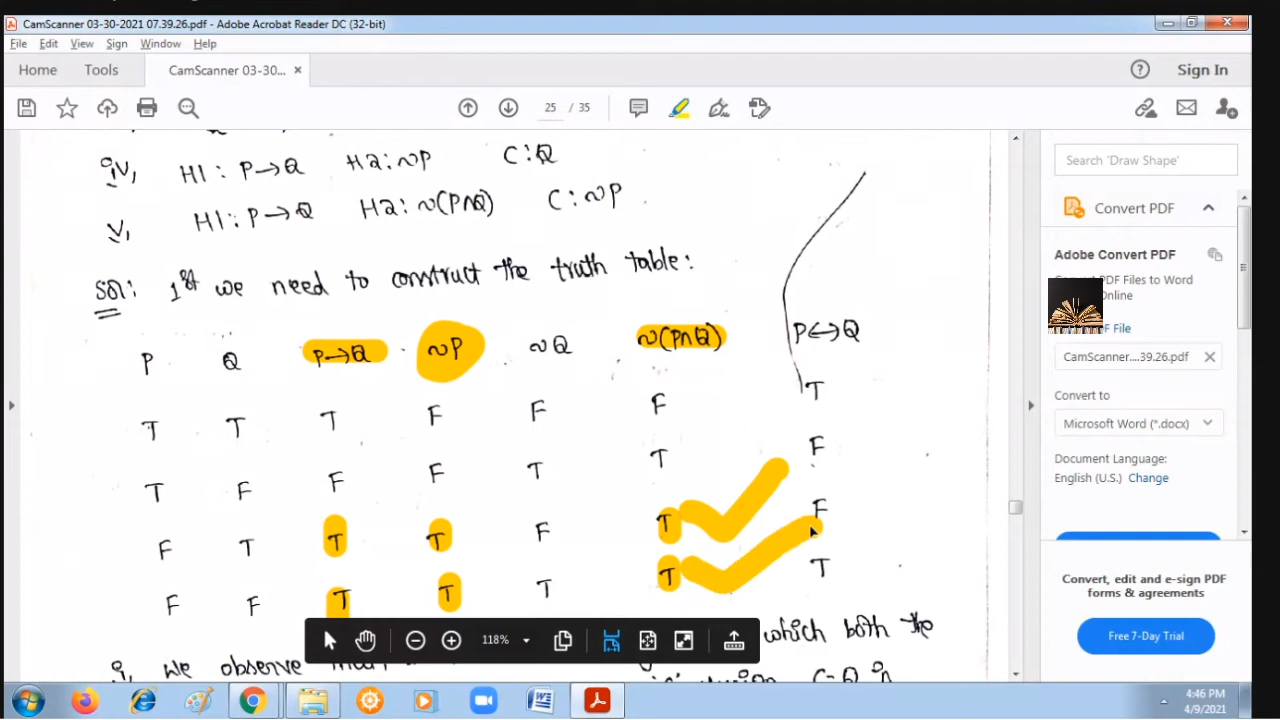 CamScanner 03-30-2021 07.39.26.pdf - Adobe Acrobat Reader DC (32-bit)
File Edit View Sign Window Help
Home Tools CamScanner 03-30... × Sign In
25 / 35
iv, H1 : P→Q H2: ~P C:Q
v, H1: P→Q H2: ~(P∧Q) C: ~P
Sol: 1st we need to construct the truth table:
P Q P→Q ~P ~Q ~(P∧Q) P↔Q
T T T F F F T
T F F F T T F
F T T T F T F
F F T T T T T
which both the
i, we observe
C-Q is
118%
Search 'Draw Shape'
Convert PDF
Adobe Convert PDF
Convert PDF Files to Word
Online
PDF File
CamScanner....39.26.pdf ×
Convert to
Microsoft Word (*.docx)
Document Language:
English (U.S.) Change
Convert, edit and e-sign PDF
forms & agreements
Free 7-Day Trial
4:46 PM
4/9/2021